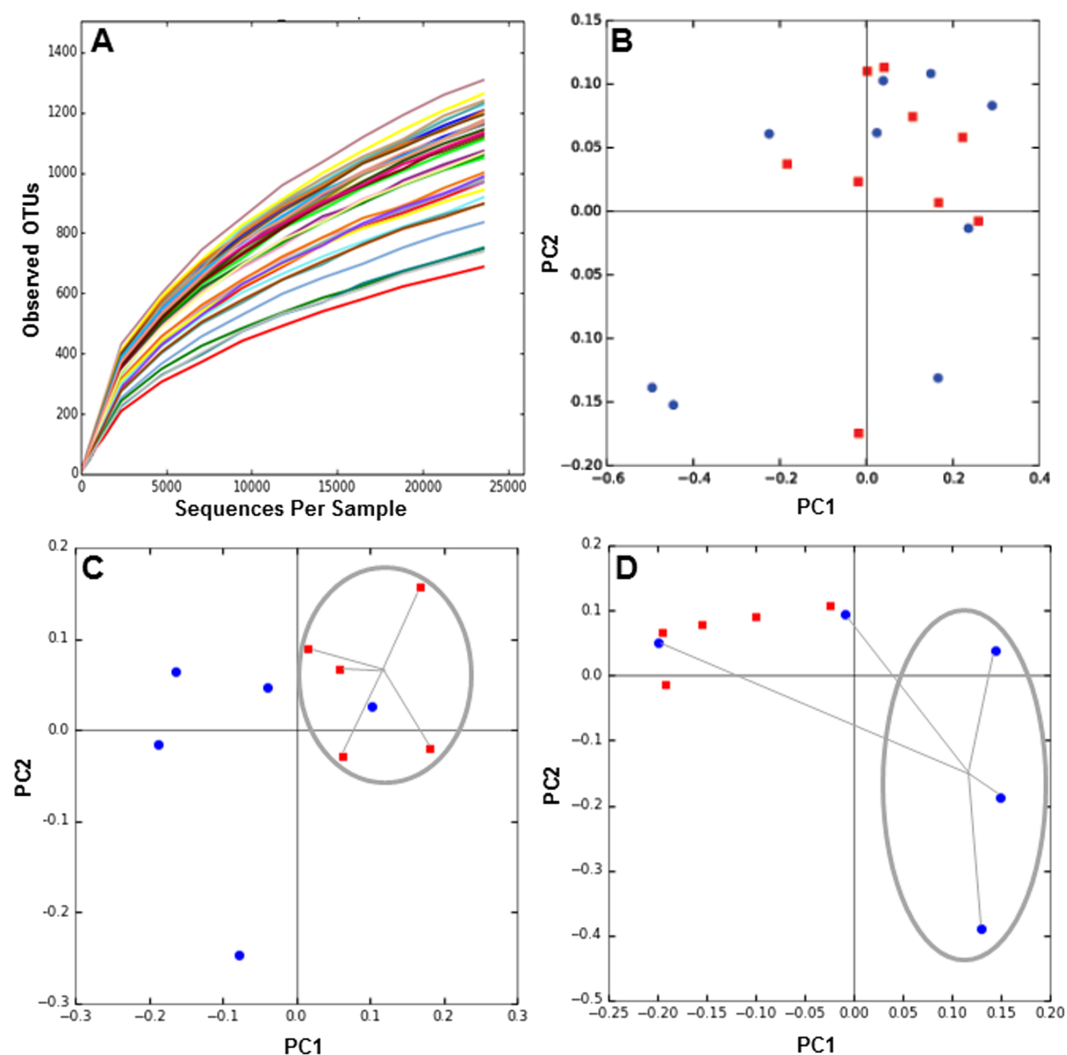 A
1400
1200
1000
800
600
400
200
0
0 5000 10000 15000 20000 25000
Observed OTUs
Sequences Per Sample
B
0.15
0.10
0.05
0.00
0.05
0.10
0.15
−0.20
−0.6 −0.4 −0.2 0.0 0.2 0.4
PC2
PC1
C
0.2
0.1
0.0
-0.1
-0.2
−0.3
−0.3 −0.2 −0.1 0.0 0.1 0.2 0.3
PC2
PC1
D
0.2
0.1
0.0
−0.1
−0.2
−0.3
−0.4
−0.5
−0.25 −0.20 −0.15 −0.10 −0.05 0.00 0.05 0.10 0.15 0.20
PC2
PC1